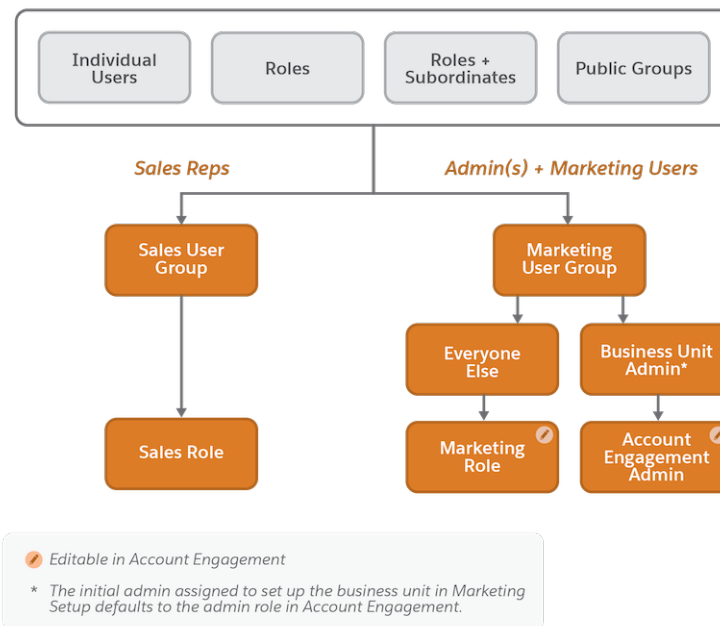 Individual
Users
Roles
Roles +
Subordinates
Public Groups
Sales Reps
Admin(s) + Marketing Users
Sales User
Group
Marketing
User Group
Everyone
Else
Business Unit
Admin*
Sales Role
Marketing
Role
Account
Engagement
Admin
Editable in Account Engagement
* The initial admin assigned to set up the business unit in Marketing
Setup defaults to the admin role in Account Engagement.